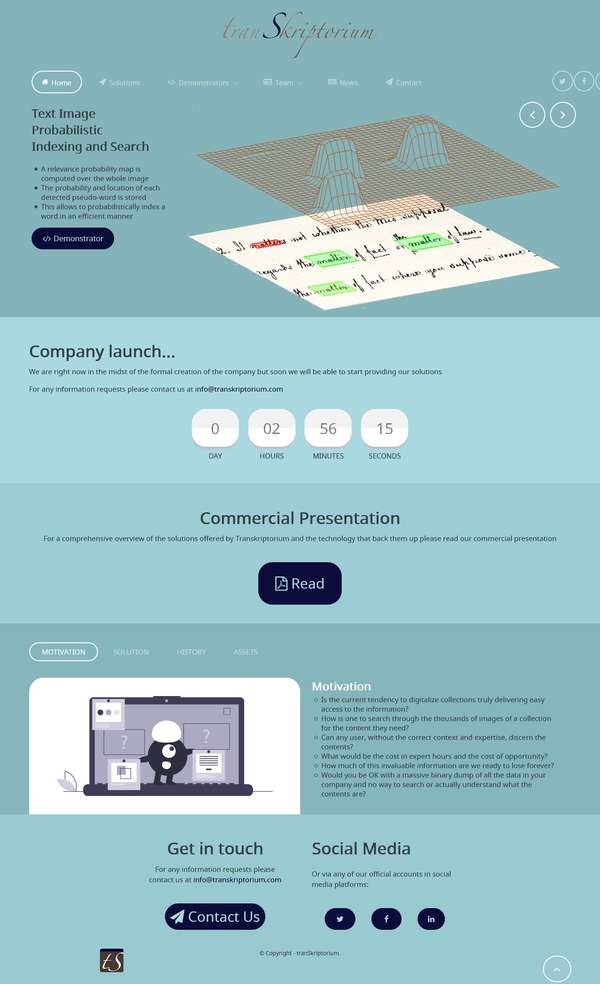 tranSkriptorium
Home Solutions Demonstrators Team News Contact
Text Image
Probabilistic
Indexing and Search
A relevance probability map is
computed over the whole image
The probability and location of each
detected pseudo-word is stored
This allows to probabilistically index a
word in an efficient manner
</> Demonstrator
2. It matters not whether the mis-supposal
regards the matter of fact or the matter of law:
the matter of fact where you suppose some
Company launch...
We are right now in the midst of the formal creation of the company but soon we will be able to start providing our solutions
For any information requests please contact us at info@transkriptorium.com
0 02 56 15
DAY HOURS MINUTES SECONDS
Commercial Presentation
For a comprehensive overview of the solutions offered by Transkriptorium and the technology that back them up please read our commercial presentation
Read
MOTIVATION SOLUTION HISTORY ASSETS
? ?
Motivation
Is the current tendency to digitalize collections truly delivering easy
access to the information?
How is one to search through the thousands of images of a collection
for the content they need?
Can any user, without the correct context and expertise, discern the
contents?
What would be the cost in expert hours and the cost of opportunity?
How much of this invaluable information are we ready to lose forever?
Would you be OK with a massive binary dump of all the data in your
company and no way to search or actually understand what the
contents are?
Get in touch
For any information requests please
contact us at info@transkriptorium.com
Contact Us
Social Media
Or via any of our official accounts in social
media platforms:
tS
© Copyright - tranSkriptorium.